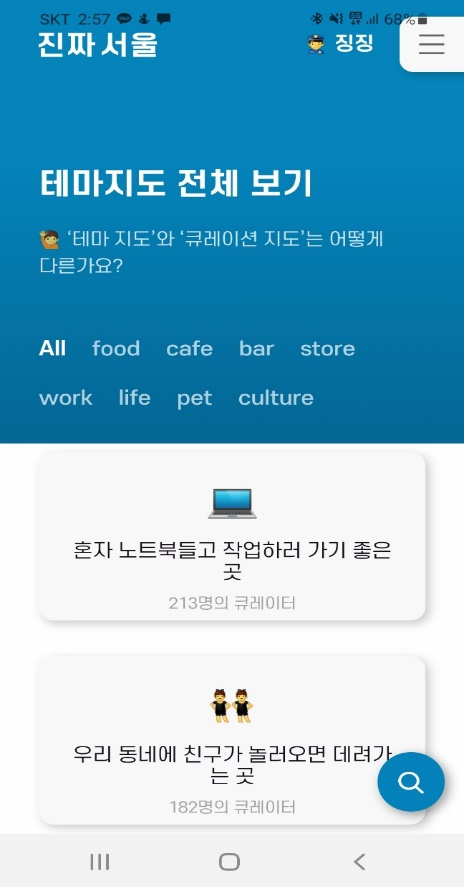 SKT 2:57 68%
진짜 서울
징징
테마지도 전체 보기
‘테마 지도’와 ‘큐레이션 지도’는 어떻게
다른가요?
All food cafe bar store
work life pet culture
혼자 노트북들고 작업하러 가기 좋은
곳
213명의 큐레이터
우리 동네에 친구가 놀러오면 데려가
는 곳
182명의 큐레이터